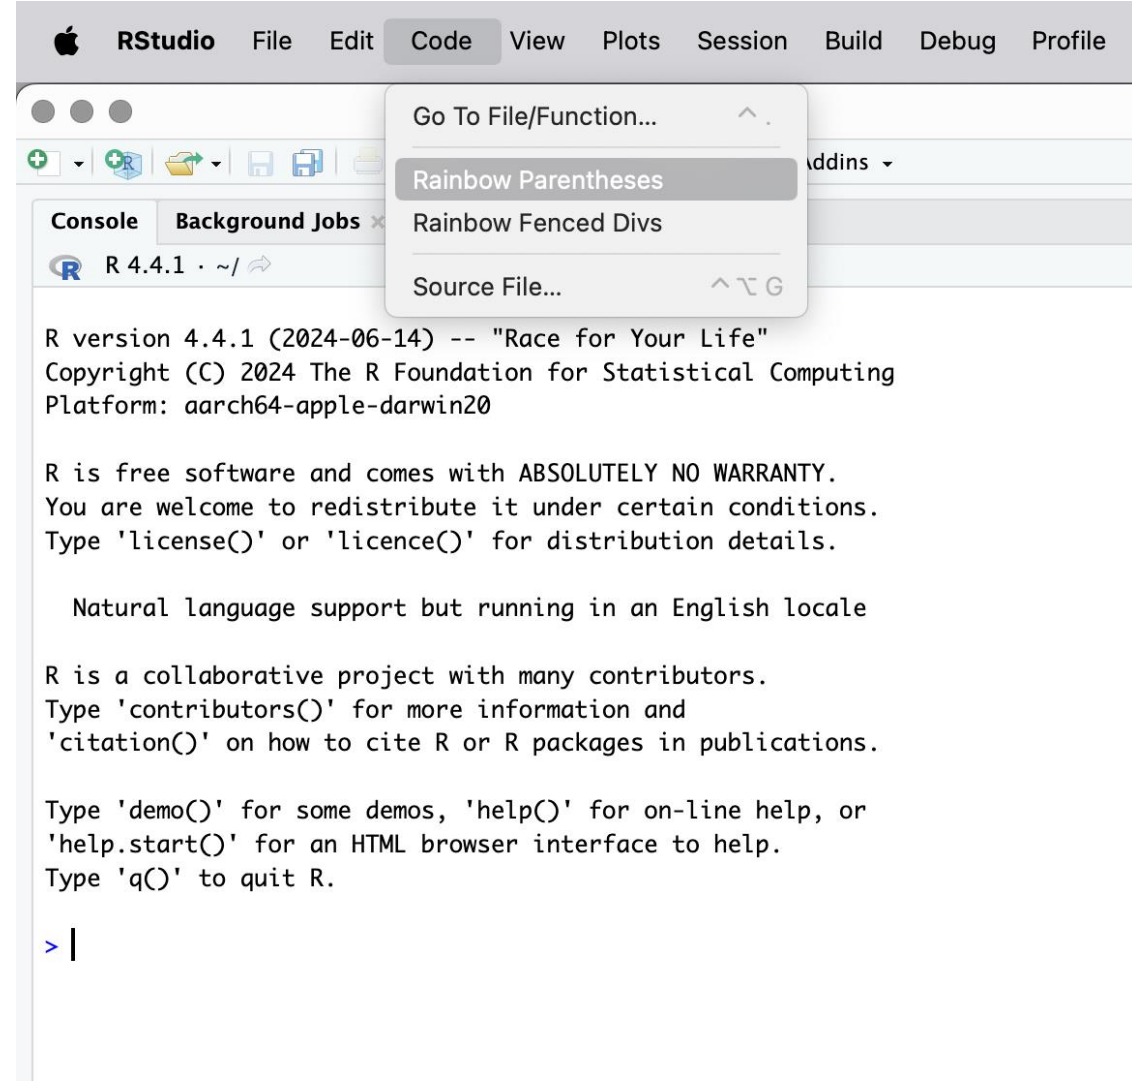 RStudio File Edit Code View Plots Session Build Debug Profile
Go To File/Function... ^ .
Addins
Rainbow Parentheses
Console Background Jobs
Rainbow Fenced Divs
R 4.4.1 · ~/
Source File... ^ ⌥ G
R version 4.4.1 (2024-06-14) -- "Race for Your Life"
Copyright (C) 2024 The R Foundation for Statistical Computing
Platform: aarch64-apple-darwin20
R is free software and comes with ABSOLUTELY NO WARRANTY.
You are welcome to redistribute it under certain conditions.
Type 'license()' or 'licence()' for distribution details.
Natural language support but running in an English locale
R is a collaborative project with many contributors.
Type 'contributors()' for more information and
'citation()' on how to cite R or R packages in publications.
Type 'demo()' for some demos, 'help()' for on-line help, or
'help.start()' for an HTML browser interface to help.
Type 'q()' to quit R.
>